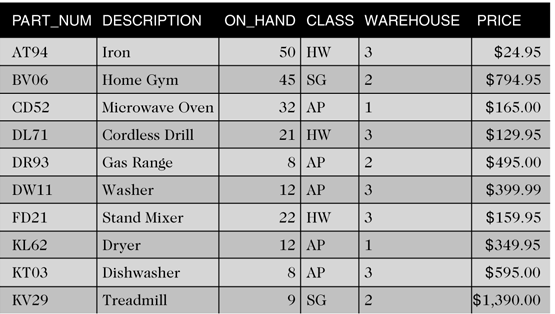 PART_NUM DESCRIPTION ON_HAND CLASS WAREHOUSE PRICE
AT94 Iron 50 HW 3 $24.95
BV06 Home Gym 45 SG 2 $794.95
CD52 Microwave Oven 32 AP 1 $165.00
DL71 Cordless Drill 21 HW 3 $129.95
DR93 Gas Range 8 AP 2 $495.00
DW11 Washer 12 AP 3 $399.99
FD21 Stand Mixer 22 HW 3 $159.95
KL62 Dryer 12 AP 1 $349.95
KT03 Dishwasher 8 AP 3 $595.00
KV29 Treadmill 9 SG 2 $1,390.00